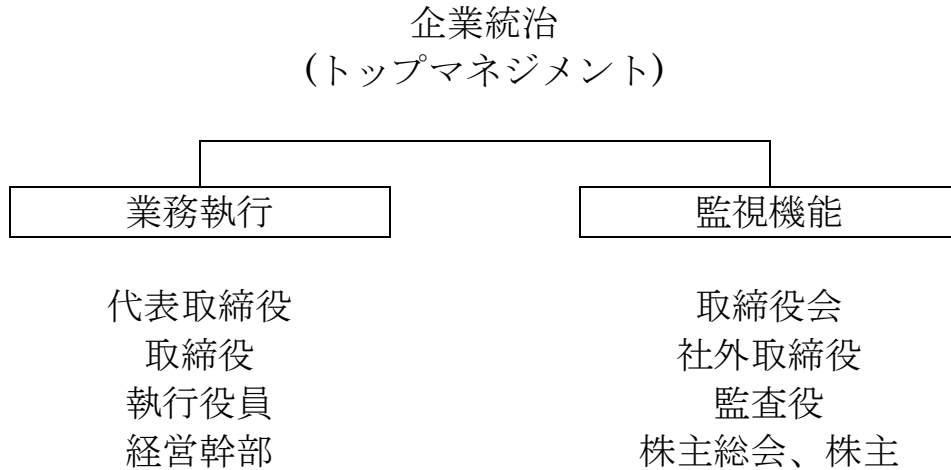 企業統治
(トップマネジメント)
業務執行
監視機能
代表取締役
取締役
執行役員
経営幹部
取締役会
社外取締役
監査役
株主総会、株主